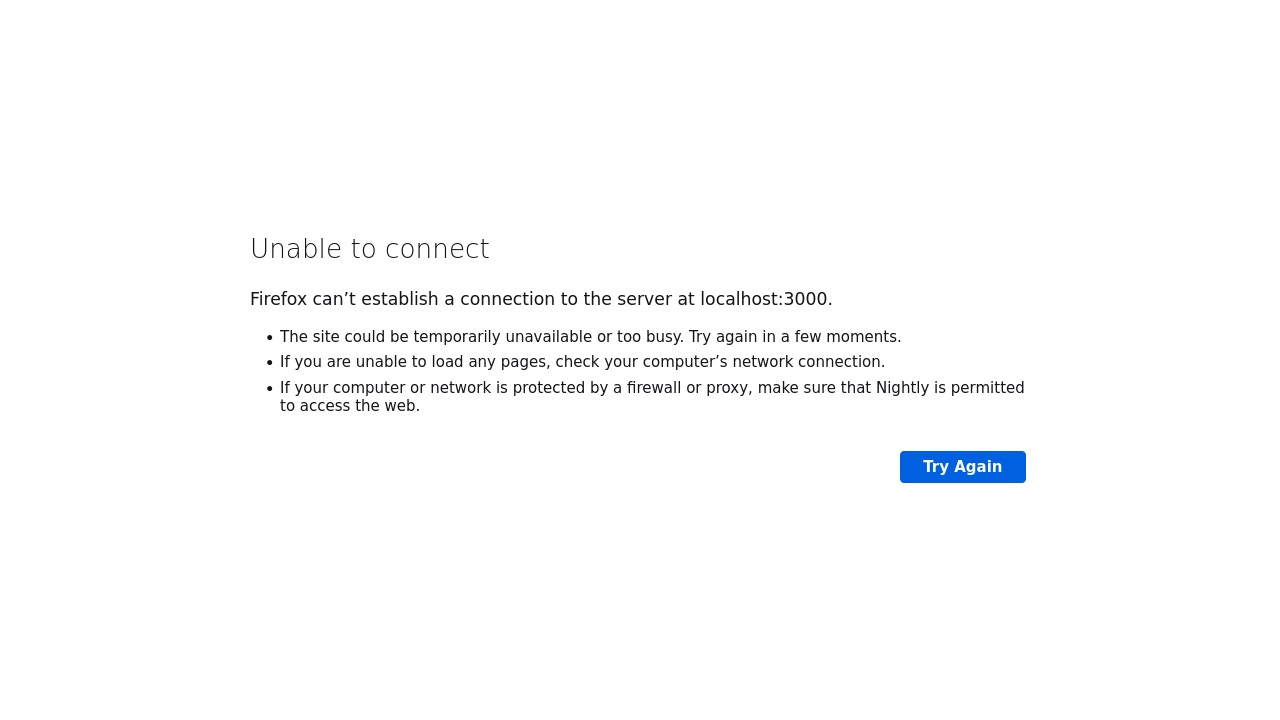 Unable to connect
Firefox can’t establish a connection to the server at localhost:3000.
• The site could be temporarily unavailable or too busy. Try again in a few moments.
• If you are unable to load any pages, check your computer’s network connection.
• If your computer or network is protected by a firewall or proxy, make sure that Nightly is permitted
to access the web.
Try Again